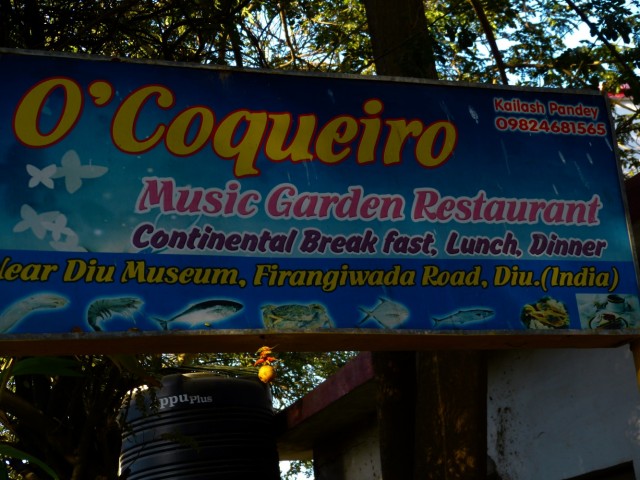 O'Coqueiro
Kailash Pandey
09824681565
Music Garden Restaurant
Continental Break fast, Lunch, Dinner
Near Diu Museum, Firangiwada Road, Diu.(India)
ppuPlus